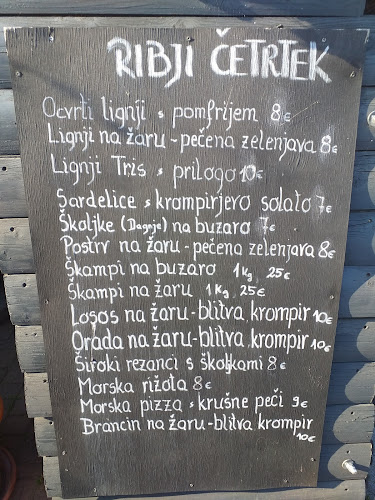 RIBJI ČETRTEK
Ocvrti lignji s pomfrijem 8€
Lignji na žaru - pečena zelenjava 8€
Lignji Tris s prilogo 10€
Sardelice s krompirjevo solato 7€
Školjke (Dagnje) na buzaro 7€
Postrv na žaru - pečena zelenjava 8€
Škampi na buzaro 1kg 25€
Škampi na žaru 1kg 25€
Losos na žaru - blitva krompir 10€
Orada na žaru - blitva krompir 10€
Široki rezanci s školjkami 8€
Morska rižota 8€
Morska pizza s krušne peči 9€
Brancin na žaru - blitva krompir
10€